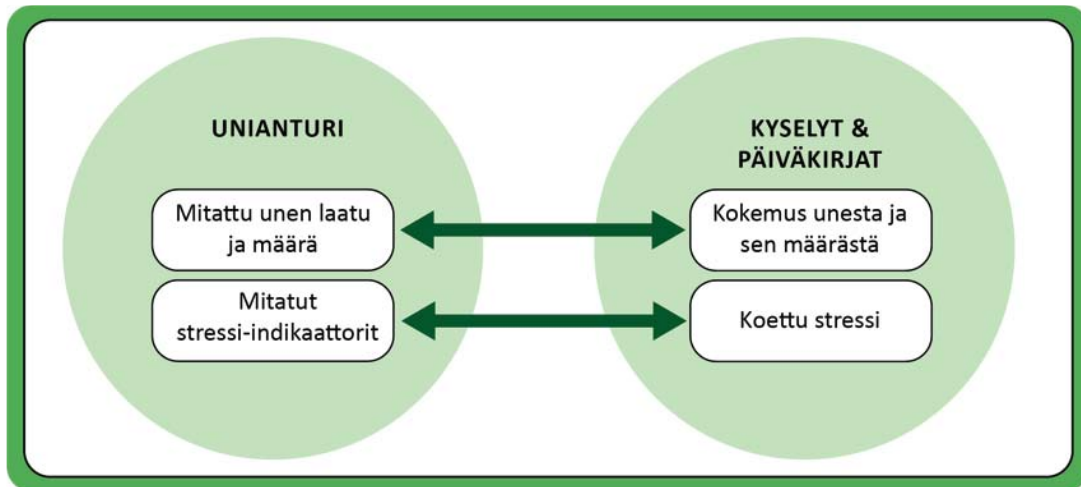 UNIANTURI
Mitattu unen laatu
ja määrä
Mitatut
stressi-indikaattorit
KYSELYT &
PÄIVÄKIRJAT
Kokemus unesta ja
sen määrästä
Koettu stressi